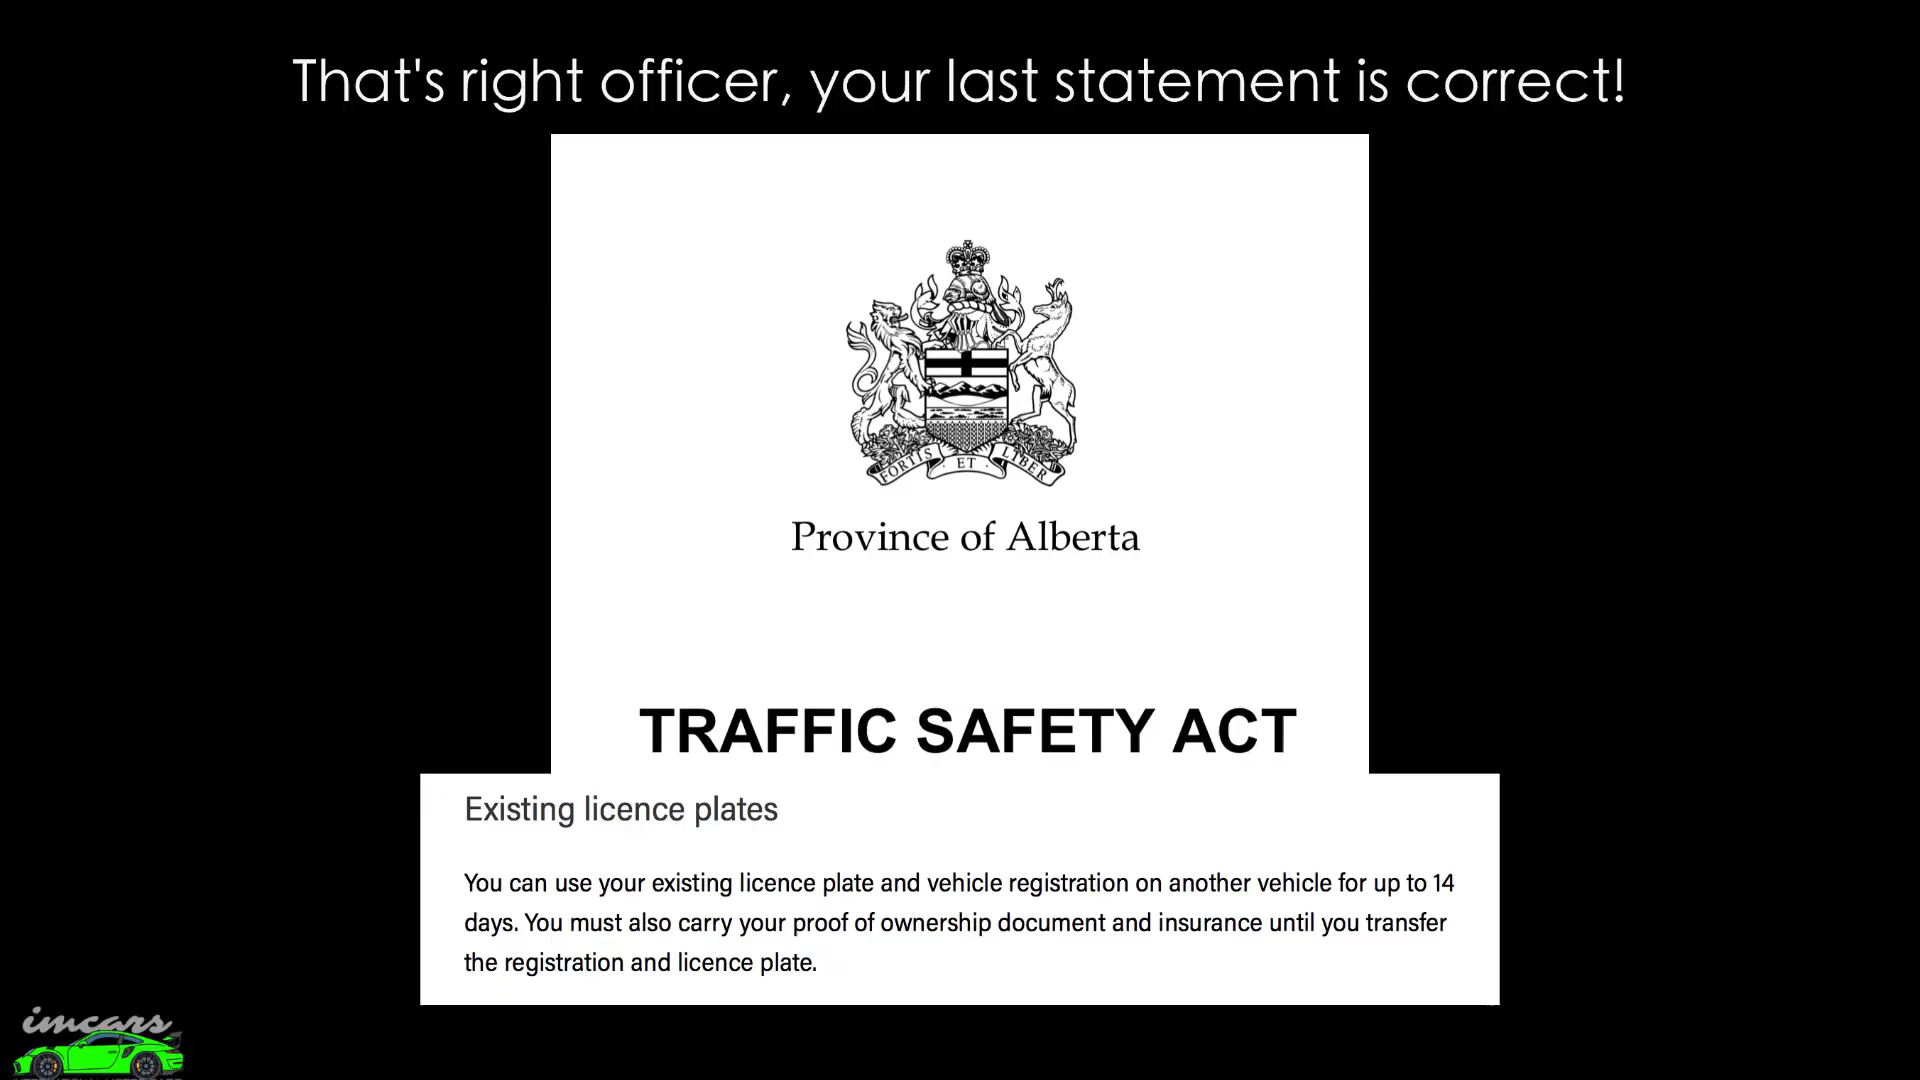 That's right officer, your last statement is correct!
FORTIS ET LIBER
Province of Alberta
TRAFFIC SAFETY ACT
Existing licence plates
You can use your existing licence plate and vehicle registration on another vehicle for up to 14
days. You must also carry your proof of ownership document and insurance until you transfer
the registration and licence plate.
imcars